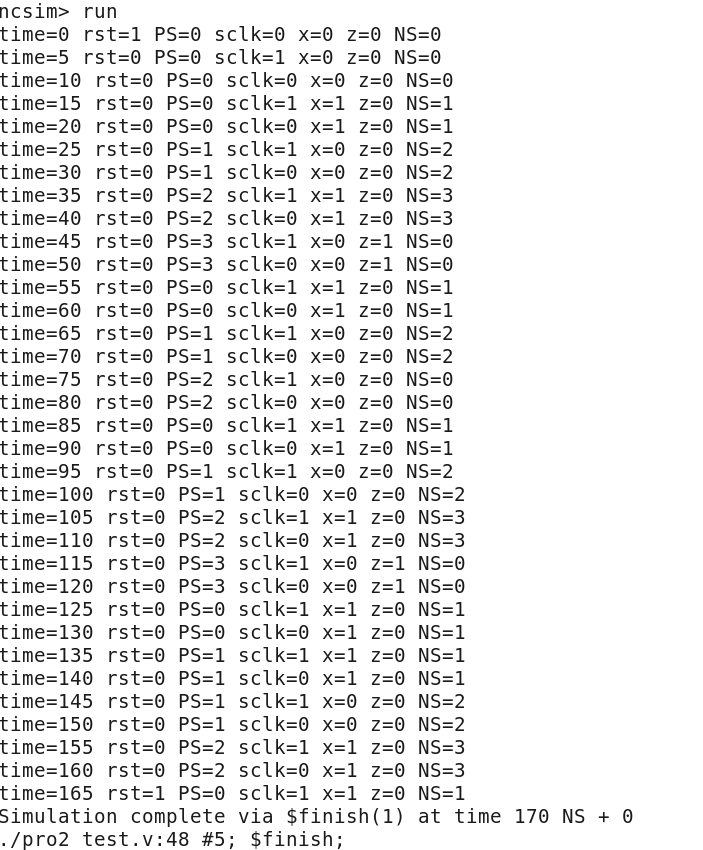 ncsim> run
time=0 rst=1 PS=0 sclk=0 x=0 z=0 NS=0
time=5 rst=0 PS=0 sclk=1 x=0 z=0 NS=0
time=10 rst=0 PS=0 sclk=0 x=0 z=0 NS=0
time=15 rst=0 PS=0 sclk=1 x=1 z=0 NS=1
time=20 rst=0 PS=0 sclk=0 x=1 z=0 NS=1
time=25 rst=0 PS=1 sclk=1 x=0 z=0 NS=2
time=30 rst=0 PS=1 sclk=0 x=0 z=0 NS=2
time=35 rst=0 PS=2 sclk=1 x=1 z=0 NS=3
time=40 rst=0 PS=2 sclk=0 x=1 z=0 NS=3
time=45 rst=0 PS=3 sclk=1 x=0 z=1 NS=0
time=50 rst=0 PS=3 sclk=0 x=0 z=1 NS=0
time=55 rst=0 PS=0 sclk=1 x=1 z=0 NS=1
time=60 rst=0 PS=0 sclk=0 x=1 z=0 NS=1
time=65 rst=0 PS=1 sclk=1 x=0 z=0 NS=2
time=70 rst=0 PS=1 sclk=0 x=0 z=0 NS=2
time=75 rst=0 PS=2 sclk=1 x=0 z=0 NS=0
time=80 rst=0 PS=2 sclk=0 x=0 z=0 NS=0
time=85 rst=0 PS=0 sclk=1 x=1 z=0 NS=1
time=90 rst=0 PS=0 sclk=0 x=1 z=0 NS=1
time=95 rst=0 PS=1 sclk=1 x=0 z=0 NS=2
time=100 rst=0 PS=1 sclk=0 x=0 z=0 NS=2
time=105 rst=0 PS=2 sclk=1 x=1 z=0 NS=3
time=110 rst=0 PS=2 sclk=0 x=1 z=0 NS=3
time=115 rst=0 PS=3 sclk=1 x=0 z=1 NS=0
time=120 rst=0 PS=3 sclk=0 x=0 z=1 NS=0
time=125 rst=0 PS=0 sclk=1 x=1 z=0 NS=1
time=130 rst=0 PS=0 sclk=0 x=1 z=0 NS=1
time=135 rst=0 PS=1 sclk=1 x=1 z=0 NS=1
time=140 rst=0 PS=1 sclk=0 x=1 z=0 NS=1
time=145 rst=0 PS=1 sclk=1 x=0 z=0 NS=2
time=150 rst=0 PS=1 sclk=0 x=0 z=0 NS=2
time=155 rst=0 PS=2 sclk=1 x=1 z=0 NS=3
time=160 rst=0 PS=2 sclk=0 x=1 z=0 NS=3
time=165 rst=1 PS=0 sclk=1 x=1 z=0 NS=1
Simulation complete via $finish(1) at time 170 NS + 0
./pro2_test.v:48 #5; $finish;